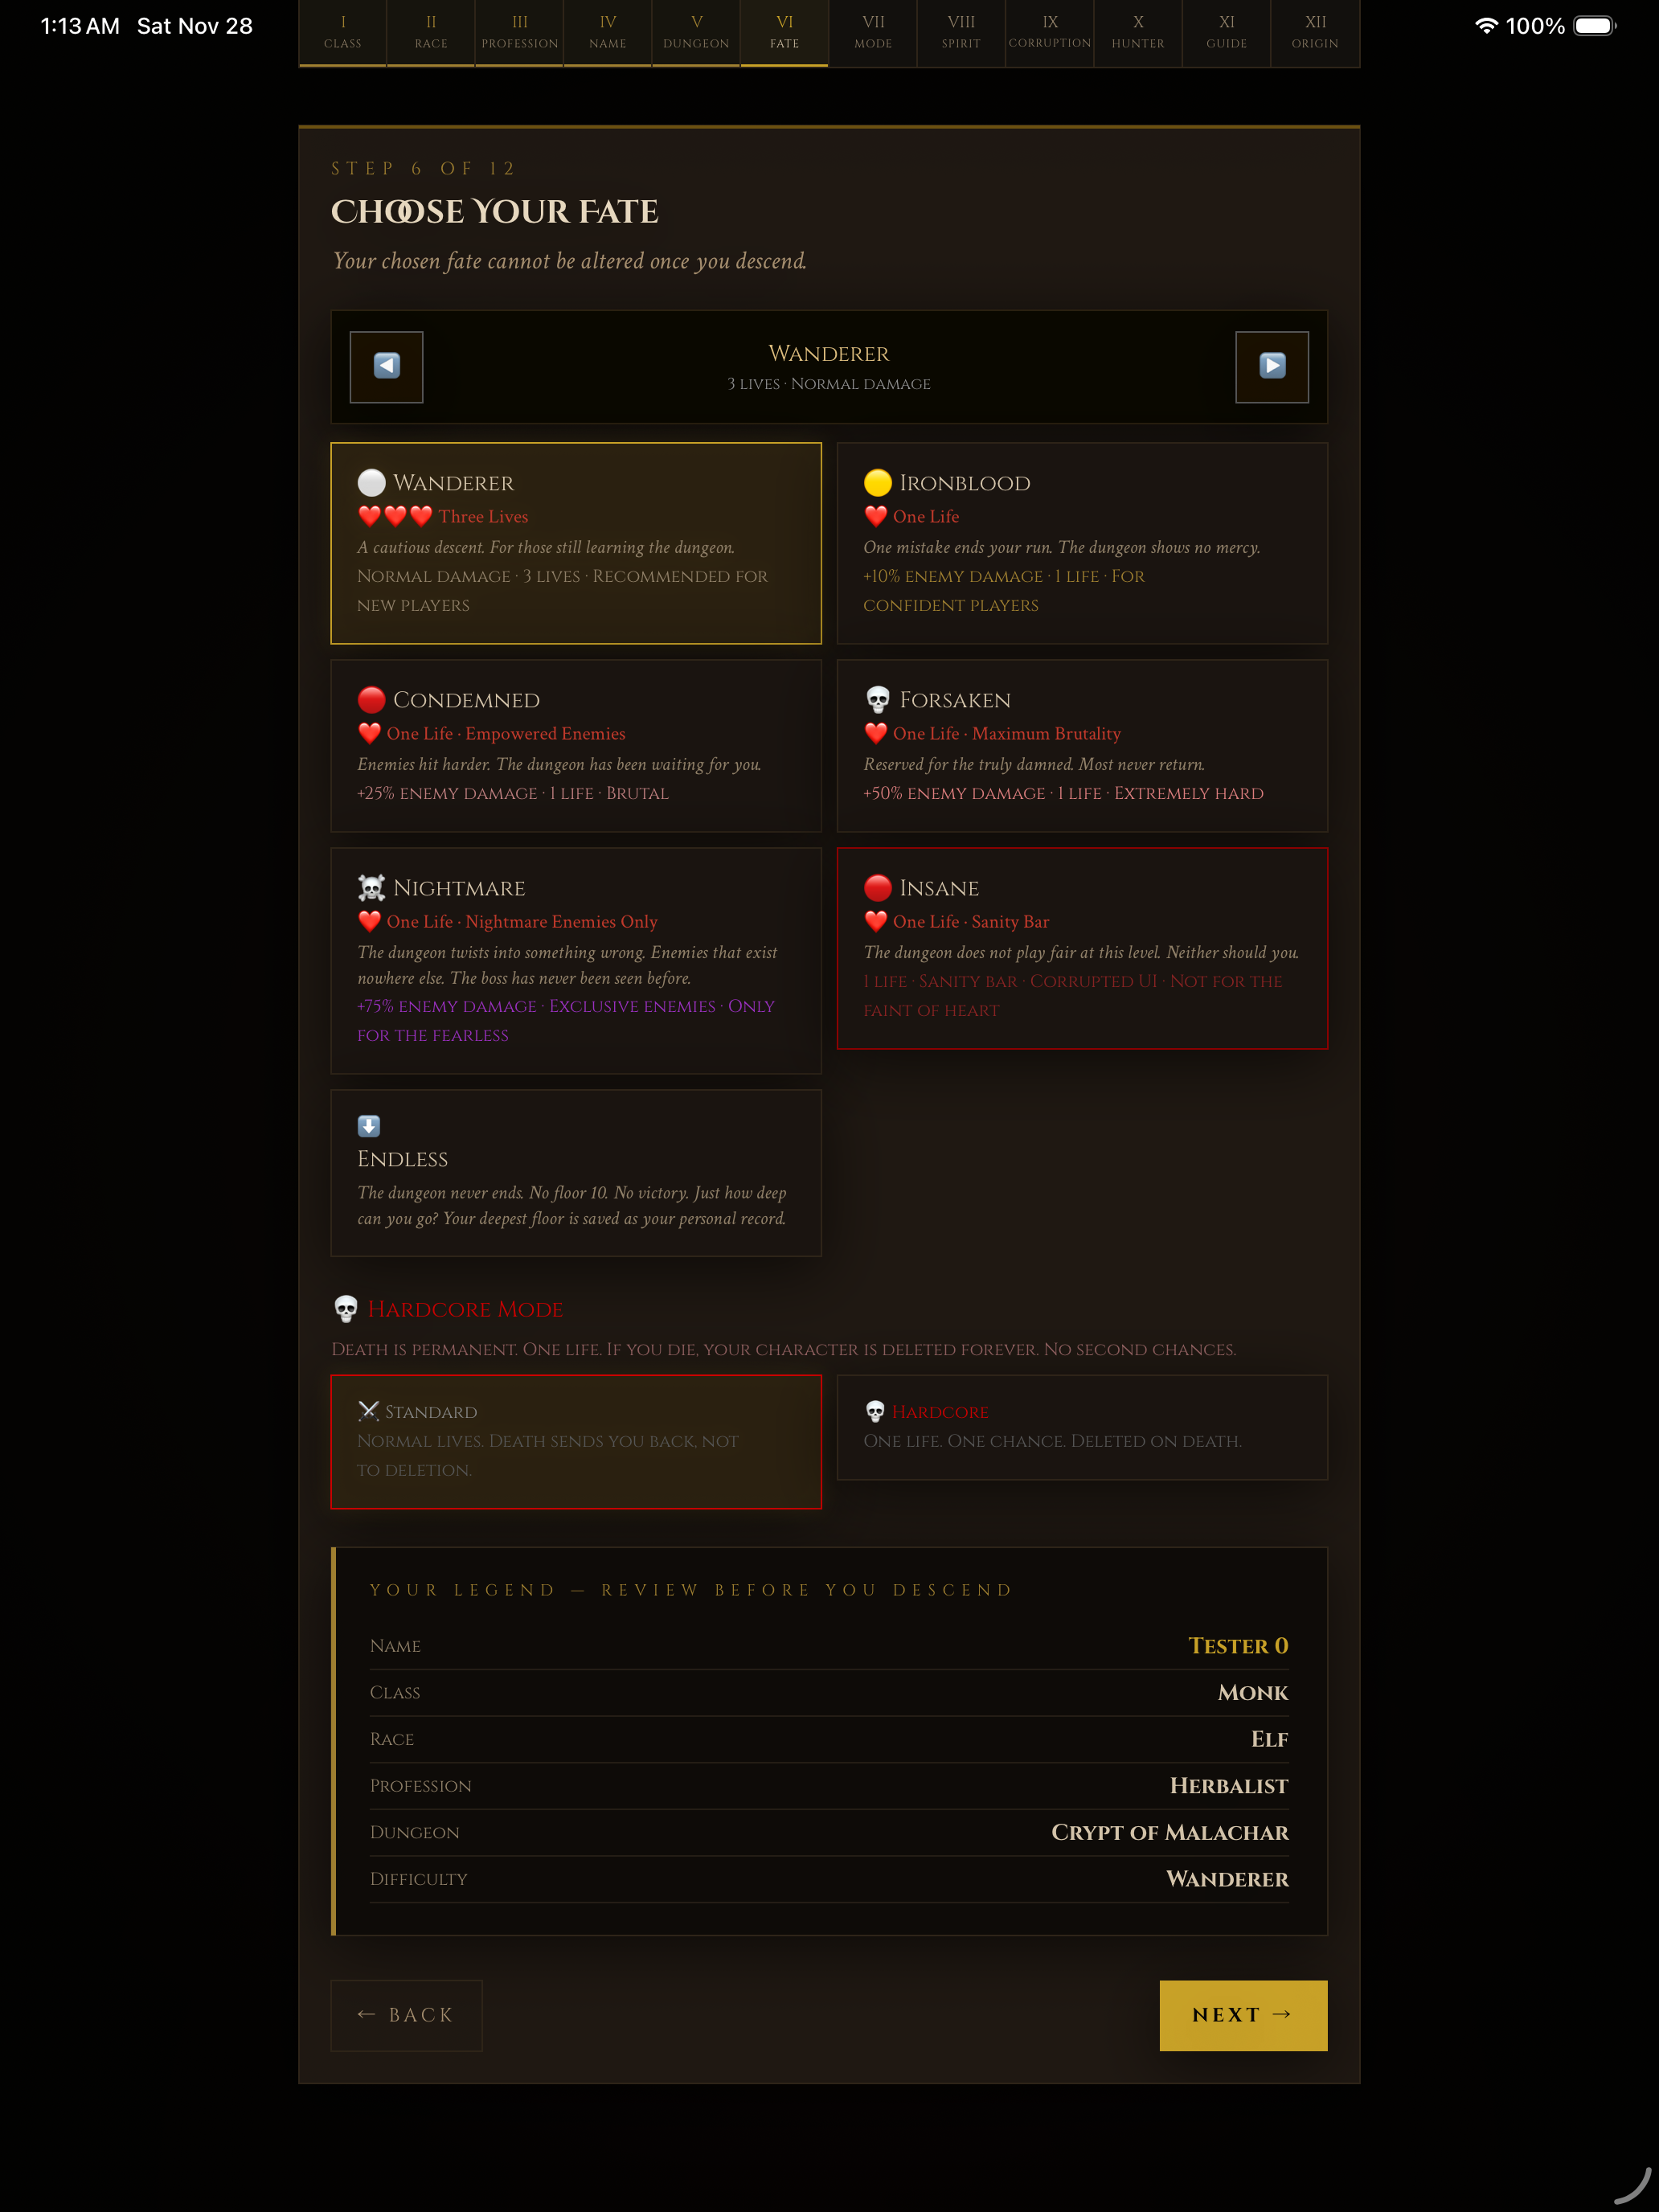 1:13 AM Sat Nov 28
100%
I II III IV V VI VII VIII IX X XI XII
CLASS RACE PROFESSION NAME DUNGEON FATE MODE SPIRIT CORRUPTION HUNTER GUIDE ORIGIN
STEP 6 OF 12
Choose Your Fate
Your chosen fate cannot be altered once you descend.
Wanderer
3 lives · Normal damage
Wanderer
Three Lives
A cautious descent. For those still learning the dungeon.
Normal damage · 3 lives · Recommended for
new players
Ironblood
One Life
One mistake ends your run. The dungeon shows no mercy.
+10% enemy damage · 1 life · For
confident players
Condemned
One Life · Empowered Enemies
Enemies hit harder. The dungeon has been waiting for you.
+25% enemy damage · 1 life · Brutal
Forsaken
One Life · Maximum Brutality
Reserved for the truly damned. Most never return.
+50% enemy damage · 1 life · Extremely hard
Nightmare
One Life · Nightmare Enemies Only
The dungeon twists into something wrong. Enemies that exist
nowhere else. The boss has never been seen before.
+75% enemy damage · Exclusive enemies · Only
for the fearless
Insane
One Life · Sanity Bar
The dungeon does not play fair at this level. Neither should you.
1 life · Sanity bar · Corrupted UI · Not for the
faint of heart
Endless
The dungeon never ends. No floor 10. No victory. Just how deep
can you go? Your deepest floor is saved as your personal record.
Hardcore Mode
Death is permanent. One life. If you die, your character is deleted forever. No second chances.
Standard
Normal lives. Death sends you back, not
to deletion.
Hardcore
One life. One chance. Deleted on death.
YOUR LEGEND — REVIEW BEFORE YOU DESCEND
Name Tester 0
Class Monk
Race Elf
Profession Herbalist
Dungeon Crypt of Malachar
Difficulty Wanderer
← BACK
NEXT →